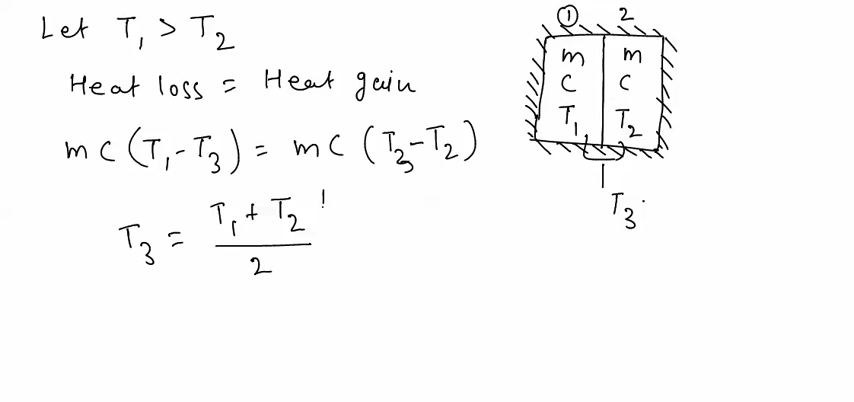 Let T₁ > T₂
Heat loss = Heat gain
mC(T₁-T₃) = mC(T₃-T₂)
T₃ = (T₁ + T₂)/2
① 2
m m
C C
T₁ T₂
T₃